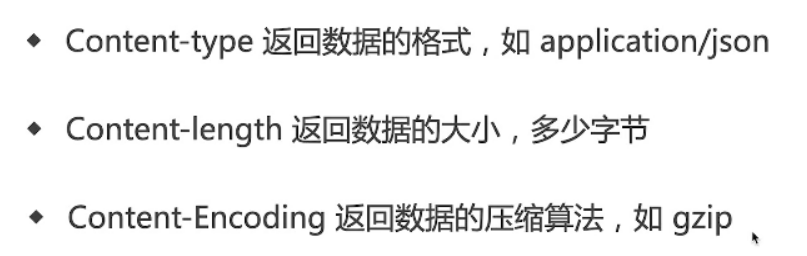 ◆ Content-type 返回数据的格式，如 application/json
◆ Content-length 返回数据的大小，多少字节
◆ Content-Encoding 返回数据的压缩算法，如 gzip